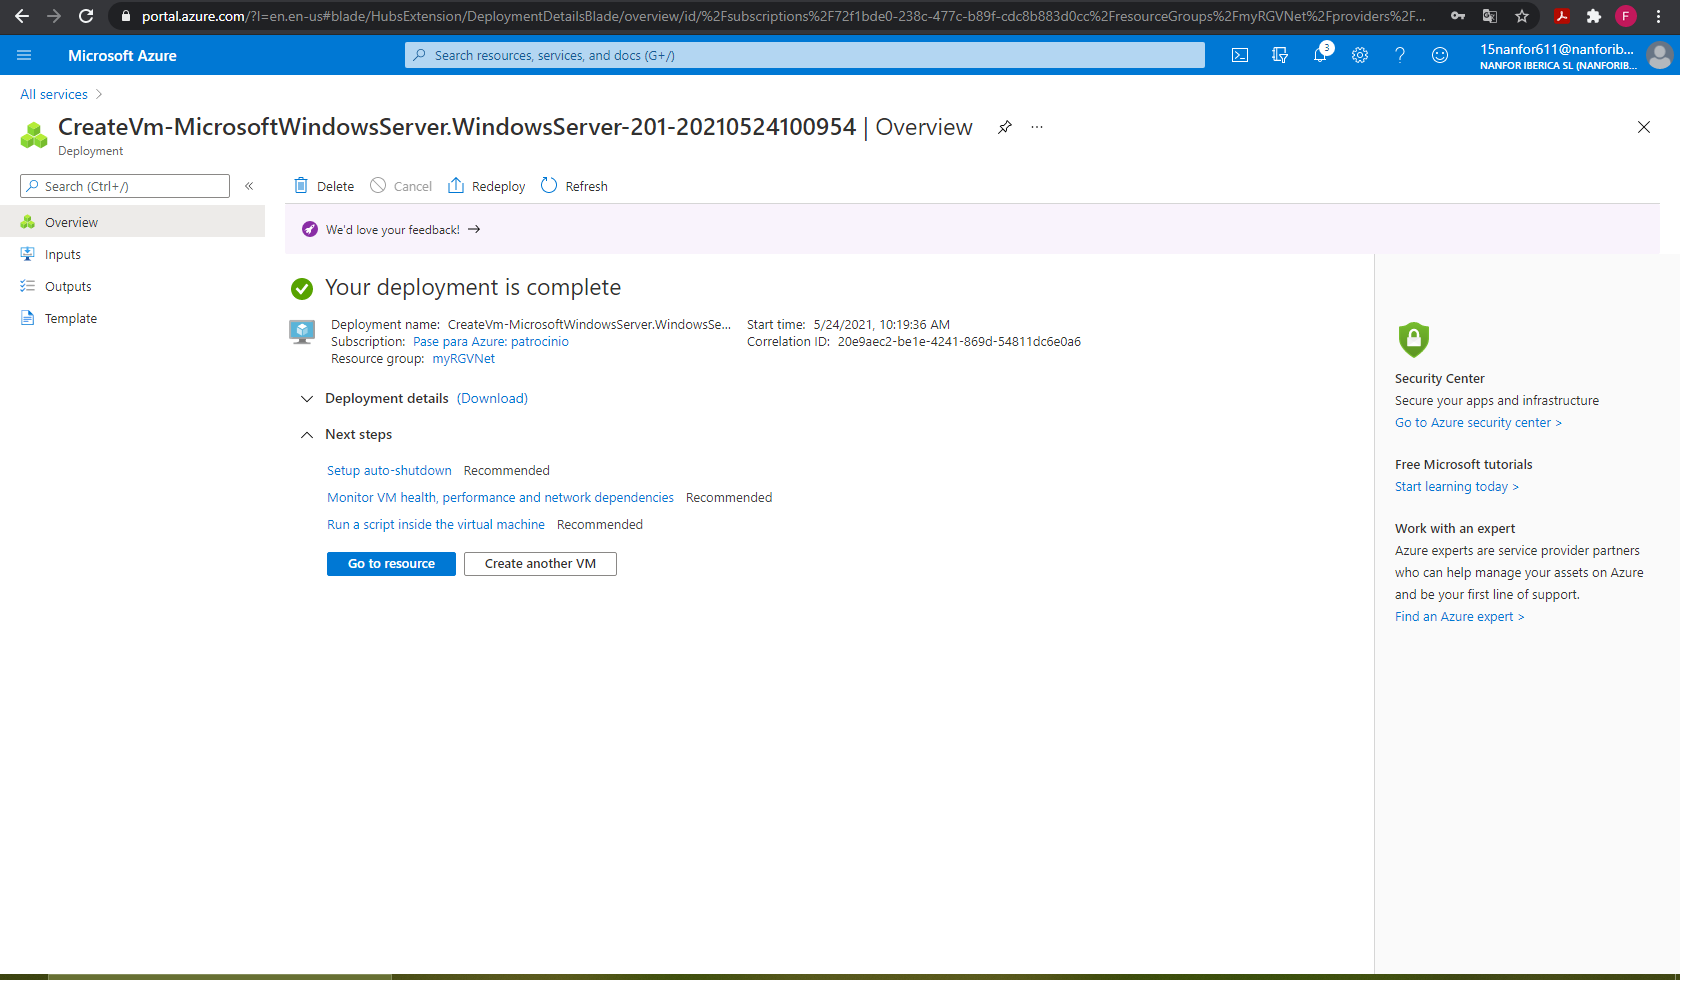 portal.azure.com/?l=en.en-us#blade/HubsExtension/DeploymentDetailsBlade/overview/id/%2Fsubscriptions%2F72f1bde0-238c-477c-b89f-cdc8b883d0cc%2FresourceGroups%2FmyRGVNet%2Fproviders%2F...
F
Microsoft Azure
Search resources, services, and docs (G+/)
3
15nanfor611@nanforib...
NANFOR IBERICA SL (NANFORIB...
All services >
CreateVm-MicrosoftWindowsServer.WindowsServer-201-20210524100954 | Overview
Deployment
Search (Ctrl+/)
Overview
Inputs
Outputs
Template
Delete
Cancel
Redeploy
Refresh
We'd love your feedback! →
Your deployment is complete
Deployment name: CreateVm-MicrosoftWindowsServer.WindowsSe...
Subscription: Pase para Azure: patrocinio
Resource group: myRGVNet
Start time: 5/24/2021, 10:19:36 AM
Correlation ID: 20e9aec2-be1e-4241-869d-54811dc6e0a6
Deployment details (Download)
Next steps
Setup auto-shutdown Recommended
Monitor VM health, performance and network dependencies Recommended
Run a script inside the virtual machine Recommended
Go to resource
Create another VM
Security Center
Secure your apps and infrastructure
Go to Azure security center >
Free Microsoft tutorials
Start learning today >
Work with an expert
Azure experts are service provider partners
who can help manage your assets on Azure
and be your first line of support.
Find an Azure expert >